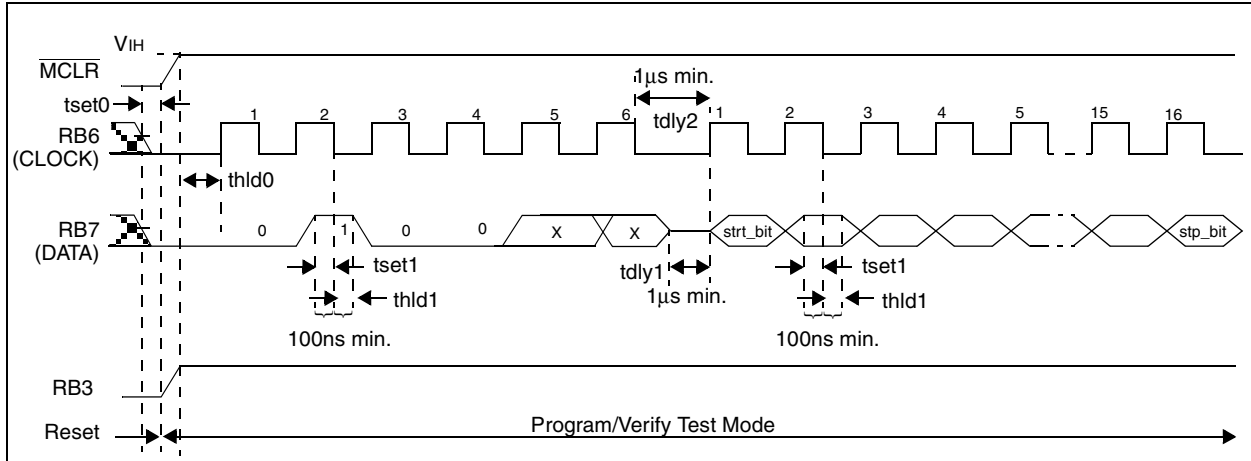 VIH
MCLR
1µs min.
tset0
tdly2
1 2 3 4 5 6 1 2 3 4 5 15 16
RB6
(CLOCK)
thld0
RB7
(DATA)
0 1 0 0 X X strt_bit stp_bit
tset1 tdly1 tset1
thld1 1µs min. thld1
100ns min. 100ns min.
RB3
Reset Program/Verify Test Mode